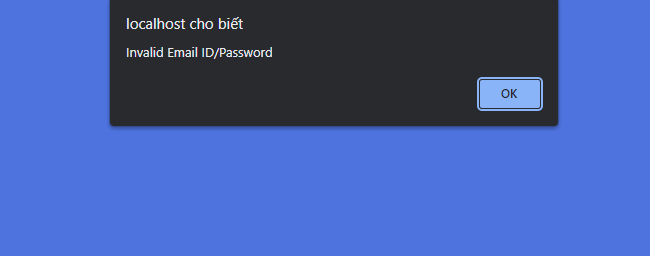 localhost cho biết
Invalid Email ID/Password
OK